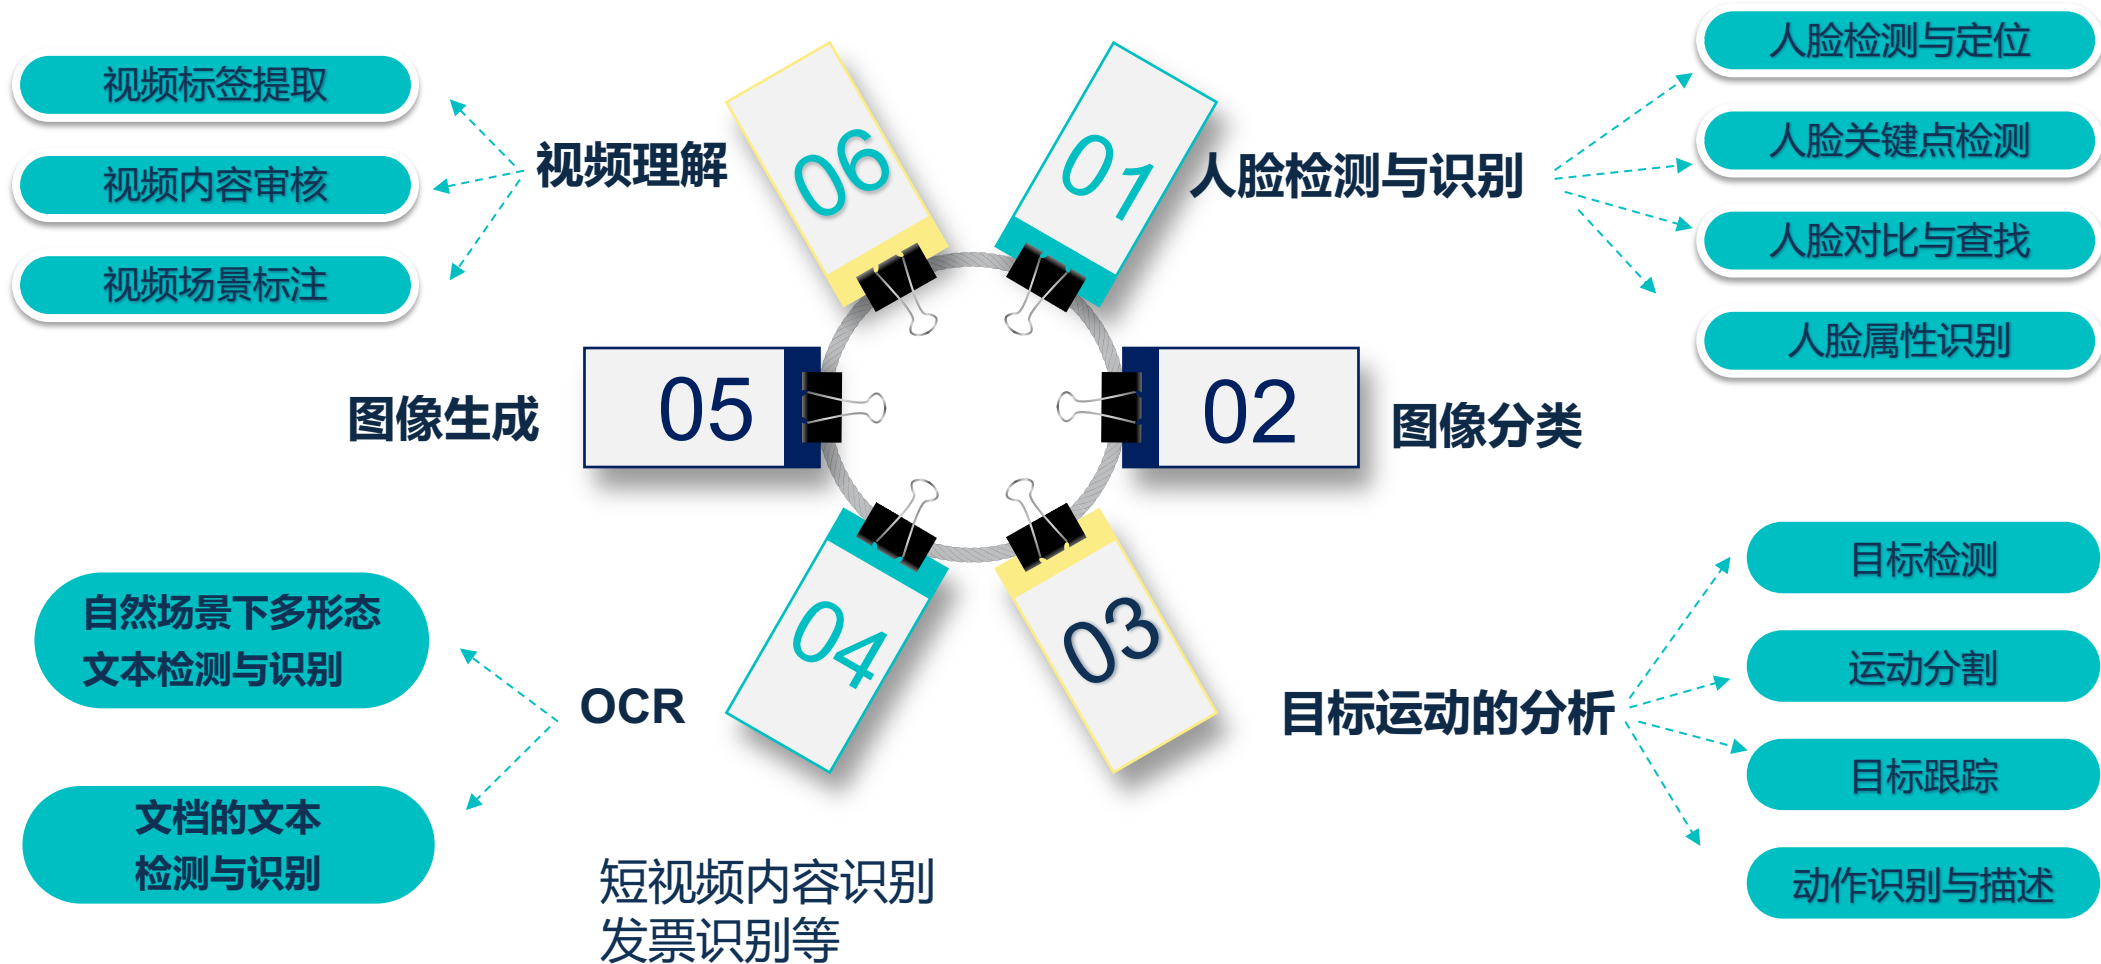 01
人脸检测与识别
人脸检测与定位
人脸关键点检测
人脸对比与查找
人脸属性识别
02
图像分类
03
目标运动的分析
目标检测
运动分割
目标跟踪
动作识别与描述
04
OCR
自然场景下多形态
文本检测与识别
文档的文本
检测与识别
短视频内容识别
发票识别等
05
图像生成
06
视频理解
视频标签提取
视频内容审核
视频场景标注